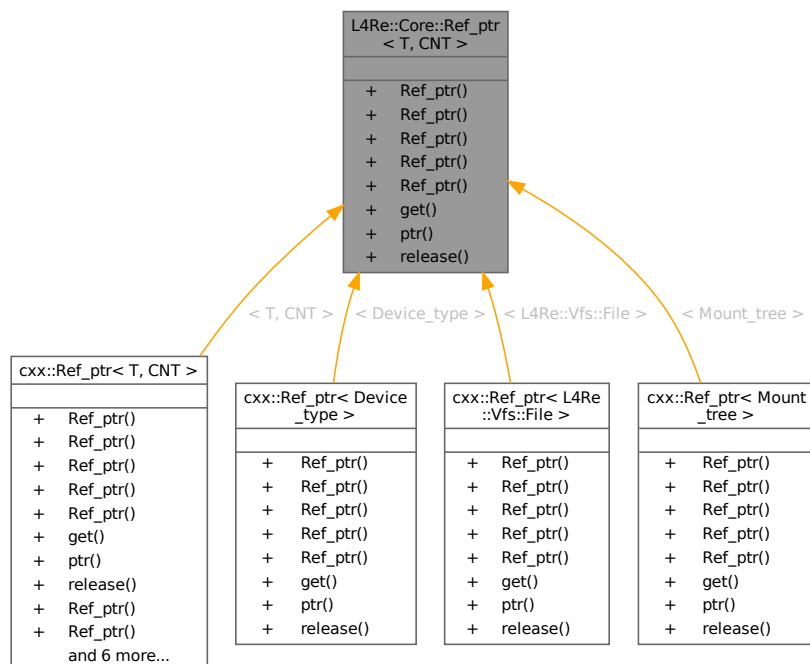 L4Re::Core::Ref_ptr
< T, CNT >
+ Ref_ptr()
+ Ref_ptr()
+ Ref_ptr()
+ Ref_ptr()
+ Ref_ptr()
+ get()
+ ptr()
+ release()
< T, CNT >
< Device_type >
< L4Re::Vfs::File >
< Mount_tree >
cxx::Ref_ptr< T, CNT >
+ Ref_ptr()
+ Ref_ptr()
+ Ref_ptr()
+ Ref_ptr()
+ Ref_ptr()
+ get()
+ ptr()
+ release()
+ Ref_ptr()
+ Ref_ptr()
and 6 more...
cxx::Ref_ptr< Device
_type >
+ Ref_ptr()
+ Ref_ptr()
+ Ref_ptr()
+ Ref_ptr()
+ Ref_ptr()
+ get()
+ ptr()
+ release()
cxx::Ref_ptr< L4Re
::Vfs::File >
+ Ref_ptr()
+ Ref_ptr()
+ Ref_ptr()
+ Ref_ptr()
+ Ref_ptr()
+ get()
+ ptr()
+ release()
cxx::Ref_ptr< Mount
_tree >
+ Ref_ptr()
+ Ref_ptr()
+ Ref_ptr()
+ Ref_ptr()
+ Ref_ptr()
+ get()
+ ptr()
+ release()